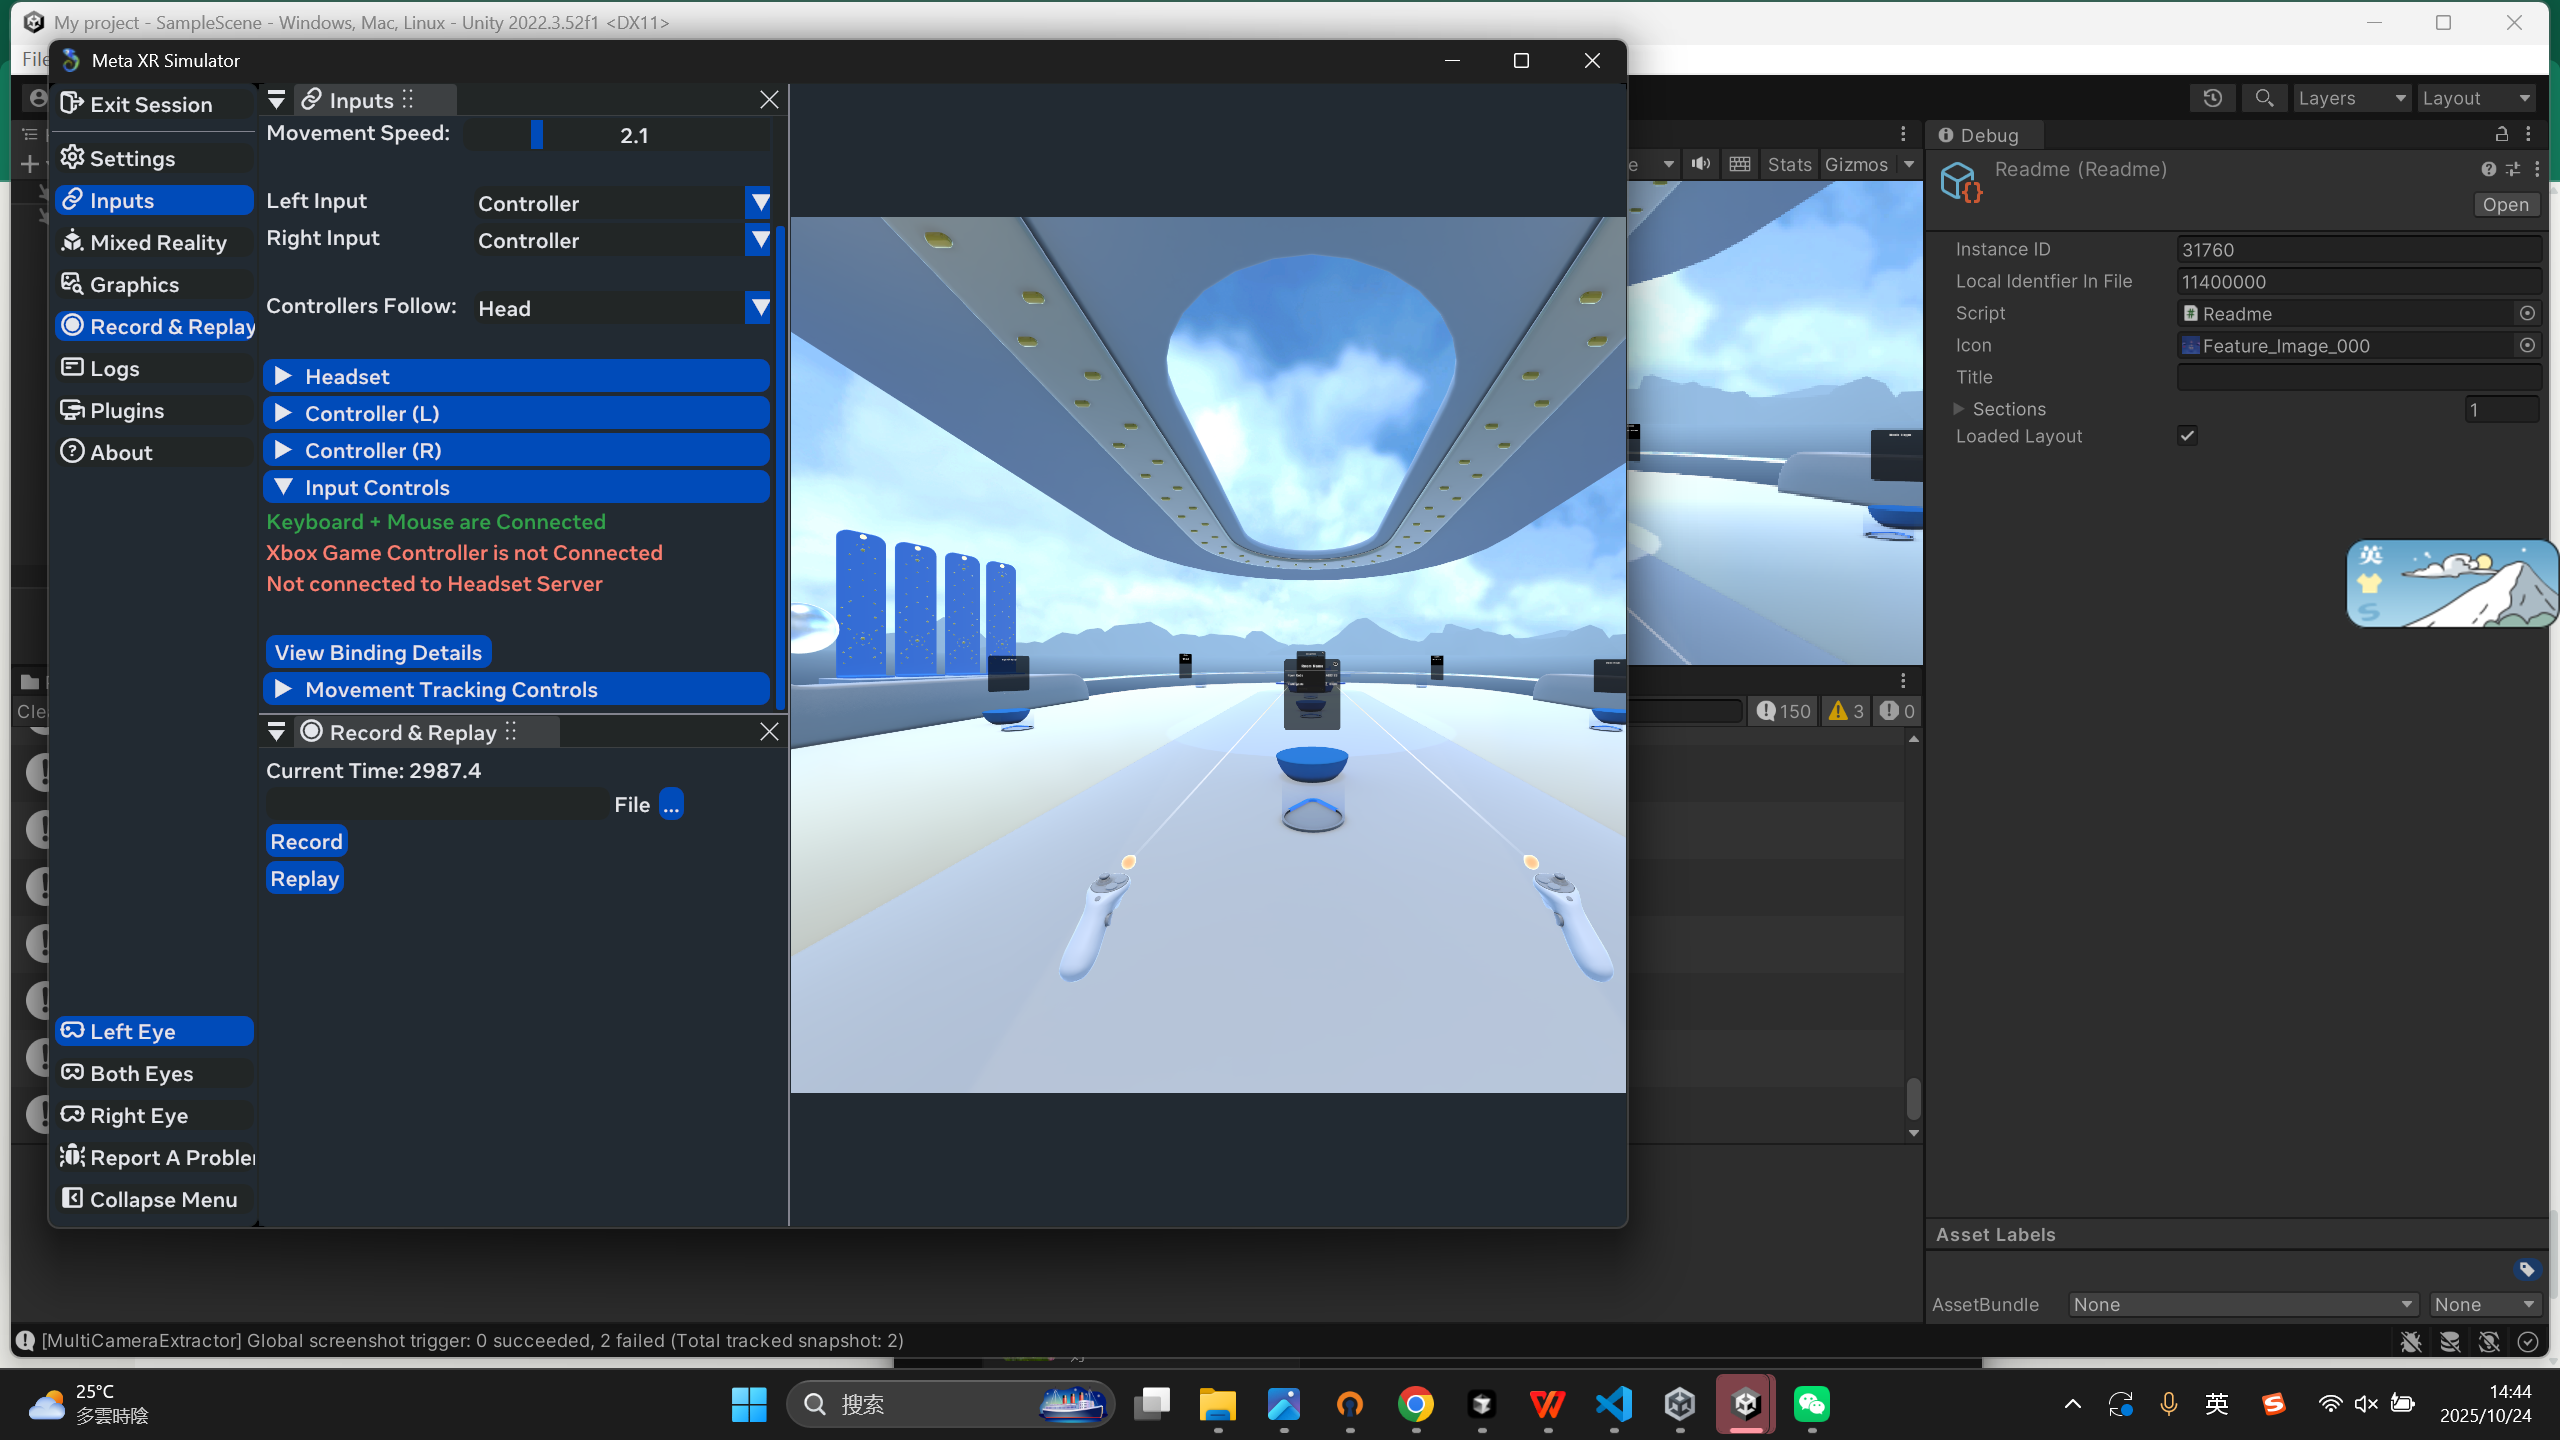 My project - SampleScene - Windows, Mac, Linux - Unity 2022.3.52f1 <DX11>
File
Meta XR Simulator
Exit Session
Settings
Inputs
Mixed Reality
Graphics
Record & Replay
Logs
Plugins
About
Left Eye
Both Eyes
Right Eye
Report A Probler
Collapse Menu
Inputs
Movement Speed: 2.1
Left Input Controller
Right Input Controller
Controllers Follow: Head
Headset
Controller (L)
Controller (R)
Input Controls
Keyboard + Mouse are Connected
Xbox Game Controller is not Connected
Not connected to Headset Server
View Binding Details
Movement Tracking Controls
Record & Replay
Current Time: 2987.4
File ...
Record
Replay
Cle
Layers Layout
e Stats Gizmos
150 3 0
Debug
Readme (Readme)
Open
Instance ID 31760
Local Identfier In File 11400000
Script Readme
Icon Feature_Image_000
Title
Sections 1
Loaded Layout
英
S
Asset Labels
AssetBundle None None
[MultiCameraExtractor] Global screenshot trigger: 0 succeeded, 2 failed (Total tracked snapshot: 2)
25°C
多雲時陰
搜索
英
14:44
2025/10/24